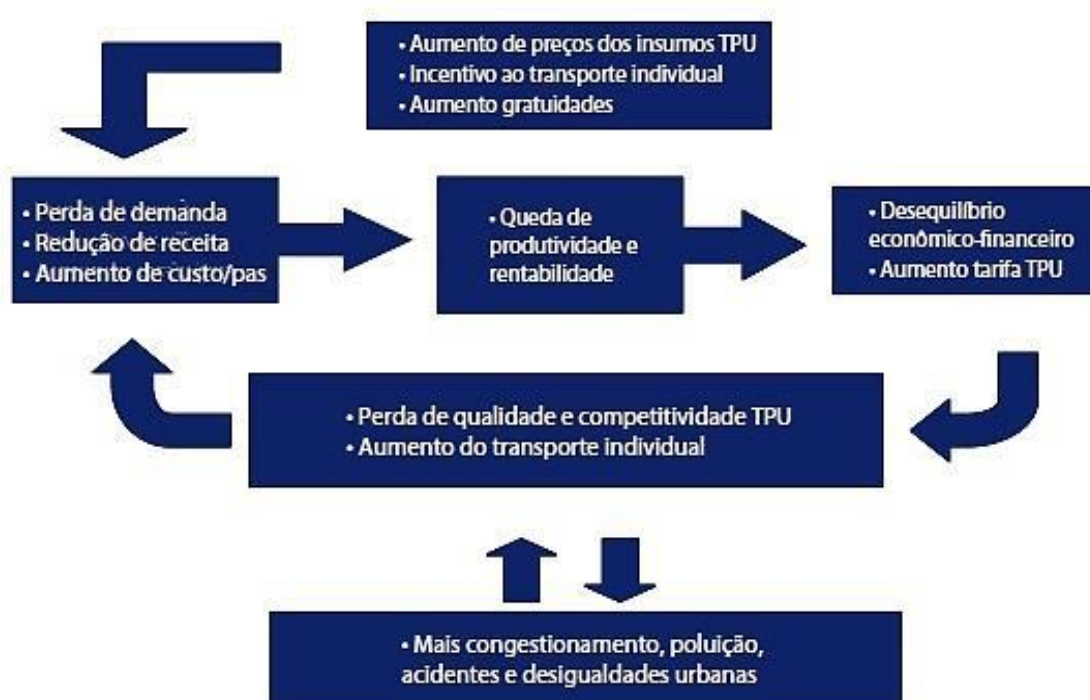 • Aumento de preços dos insumos TPU
• Incentivo ao transporte individual
• Aumento gratuidades
• Perda de demanda
• Redução de receita
• Aumento de custo/pas
• Queda de
produtividade e
rentabilidade
• Desequilíbrio
econômico-financeiro
• Aumento tarifa TPU
• Perda de qualidade e competitividade TPU
• Aumento do transporte individual
• Mais congestionamento, poluição,
acidentes e desigualdades urbanas